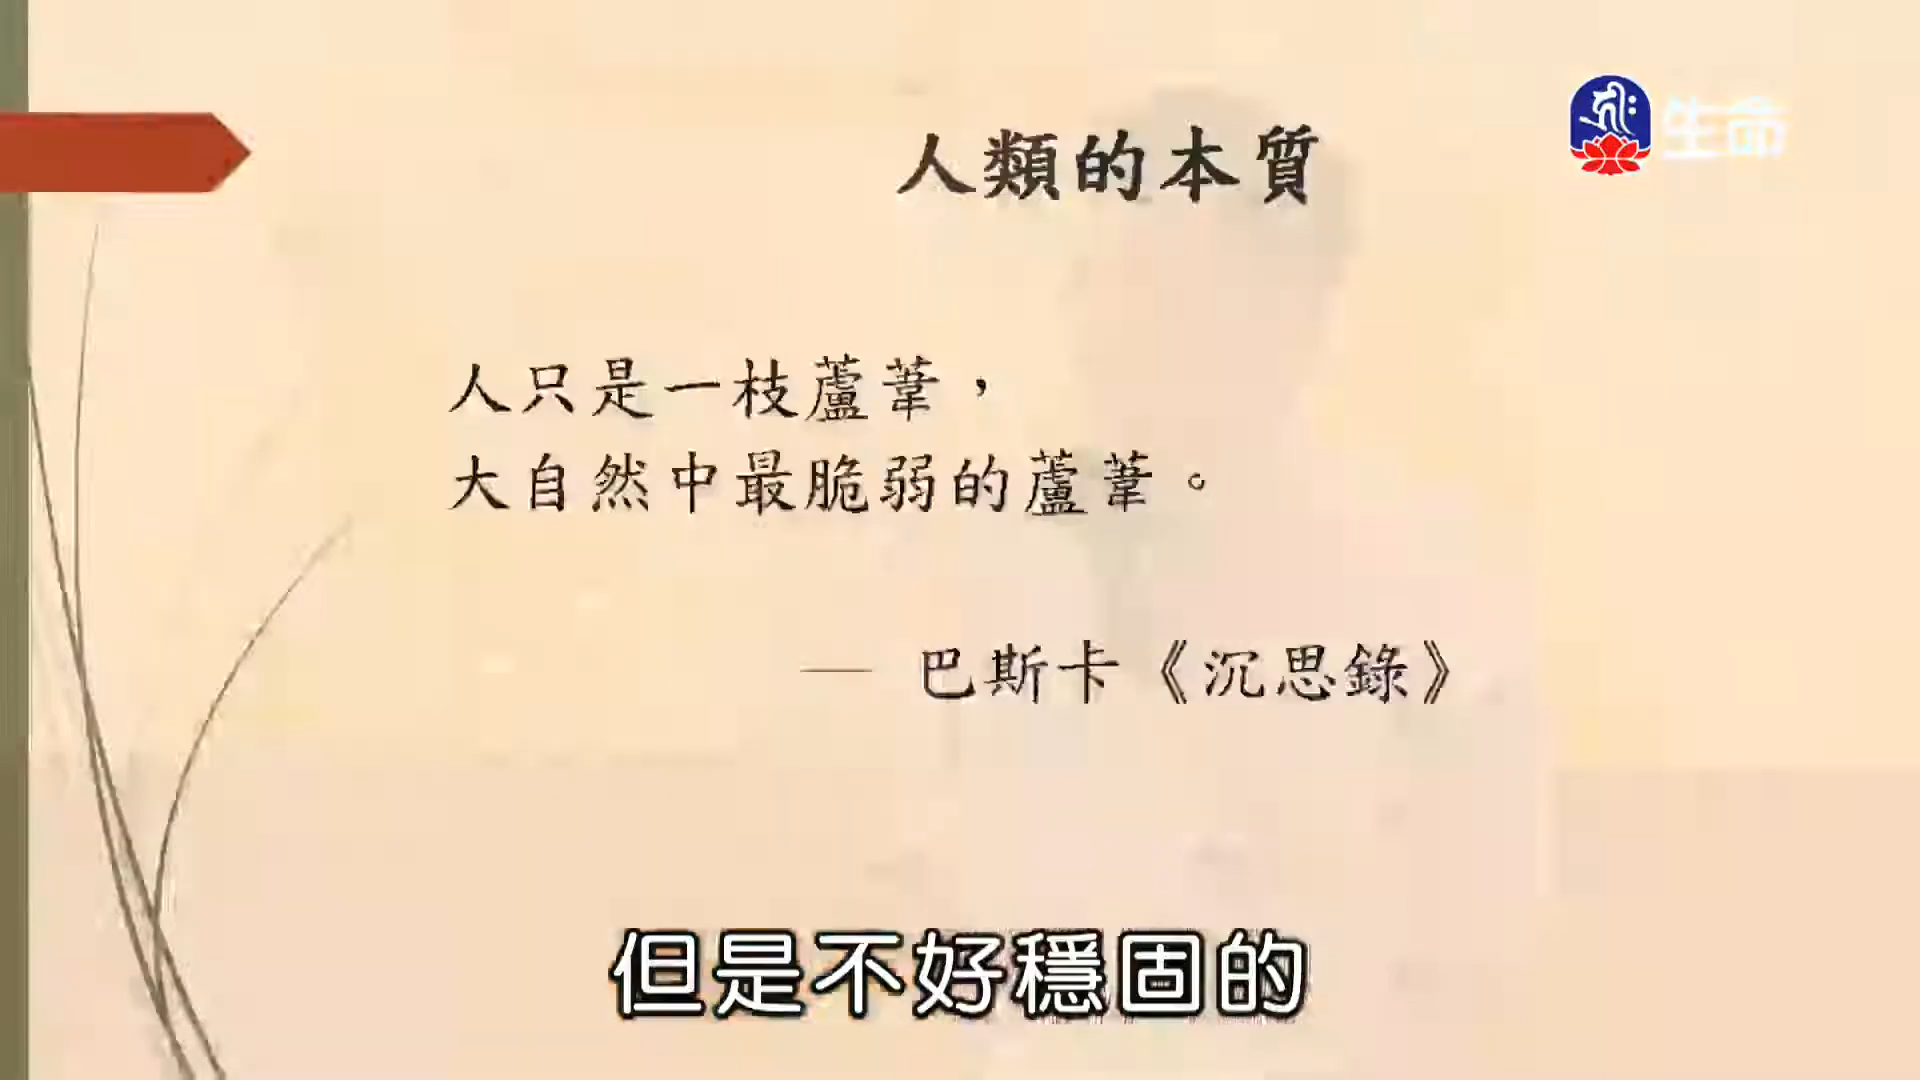 生命
人類的本質
人只是一枝蘆葦，
大自然中最脆弱的蘆葦。
— 巴斯卡《沉思錄》
但是不好穩固的